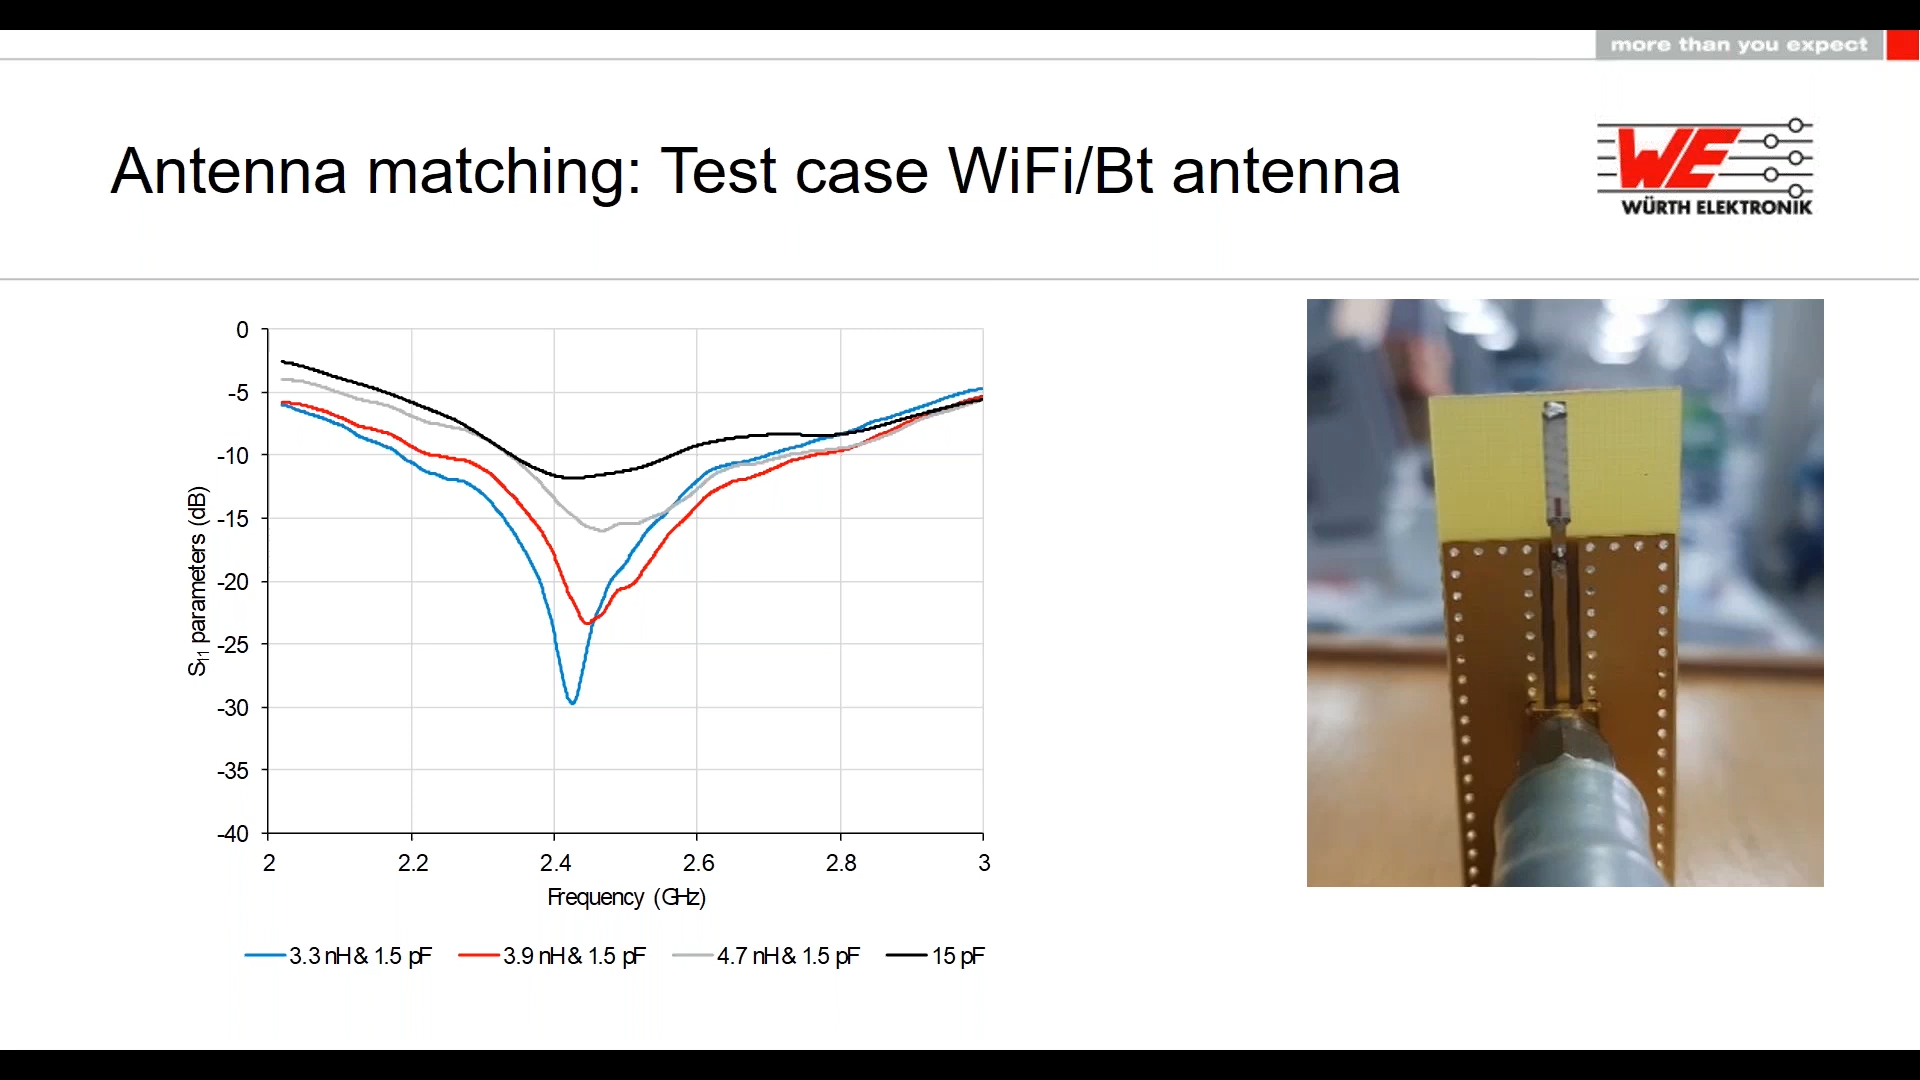 more than you expect
Antenna matching: Test case WiFi/Bt antenna
WE
WÜRTH ELEKTRONIK
0
-5
-10
-15
-20
-25
-30
-35
-40
S11 parameters (dB)
2 2.2 2.4 2.6 2.8 3
Frequency (GHz)
3.3 nH & 1.5 pF 3.9 nH & 1.5 pF 4.7 nH & 1.5 pF 15 pF